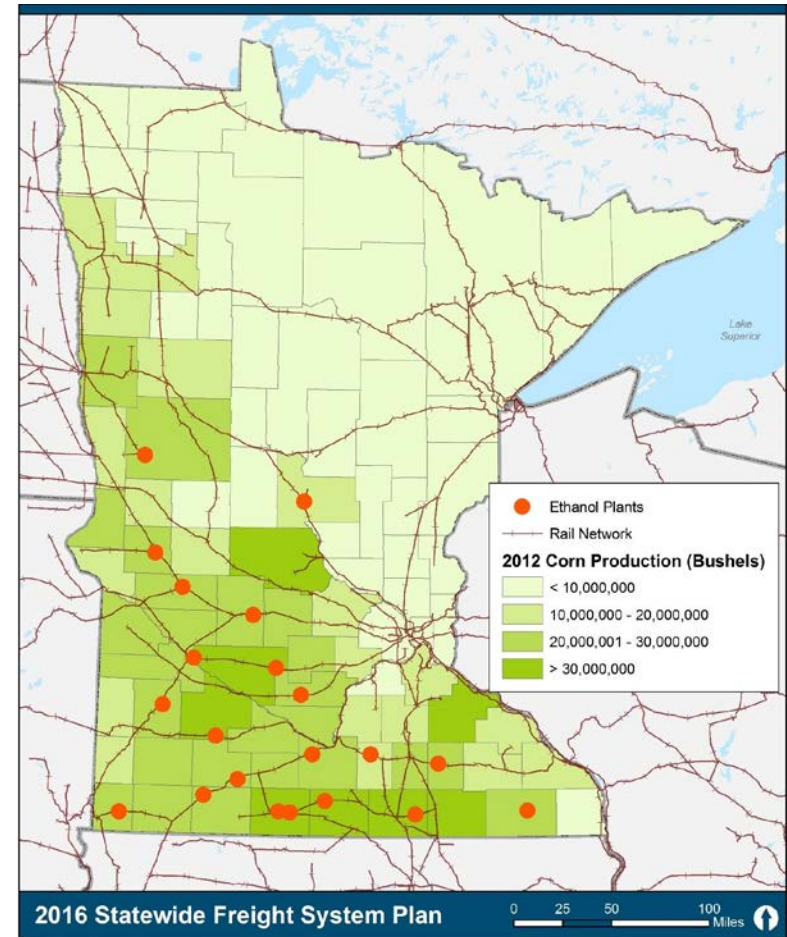 Lake
Superior
Ethanol Plants
Rail Network
2012 Corn Production (Bushels)
< 10,000,000
10,000,000 - 20,000,000
20,000,001 - 30,000,000
> 30,000,000
2016 Statewide Freight System Plan
0 25 50 100
Miles